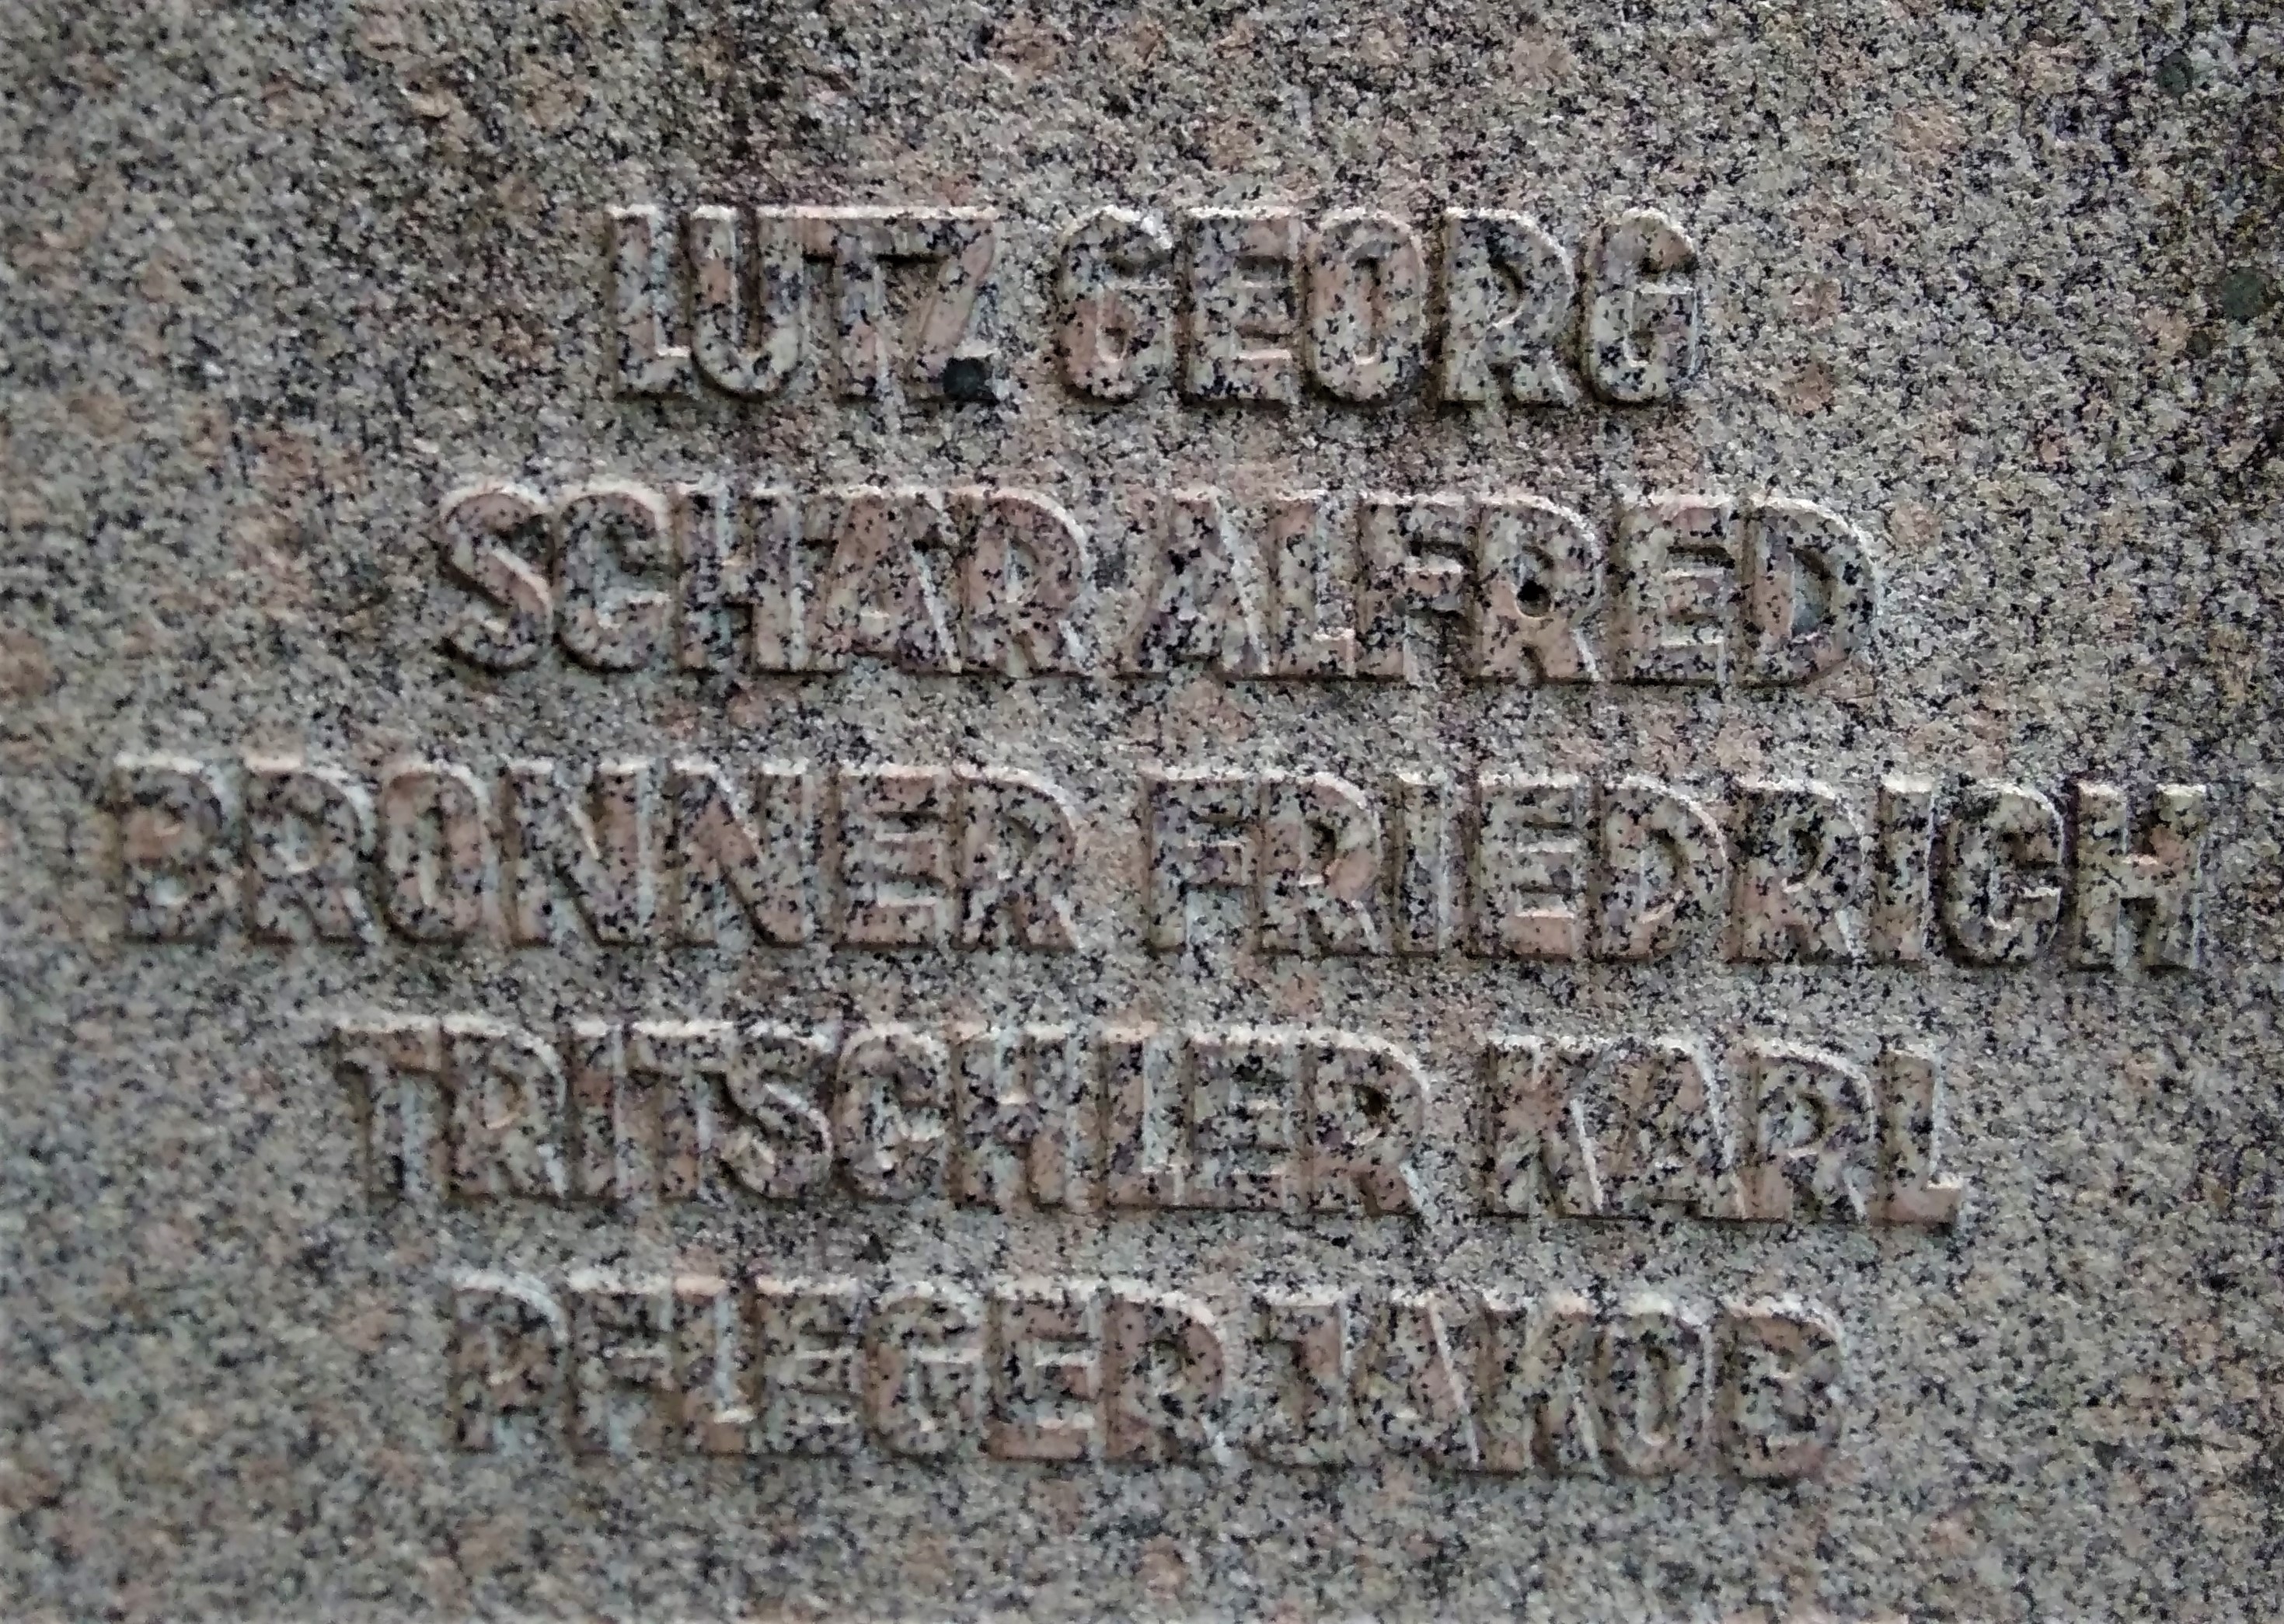 LUTZ GEORG
SCHAR ALFRED
BRONNER FRIEDRICH
TRITSCHLER KARL
PFLEGER JAKOB